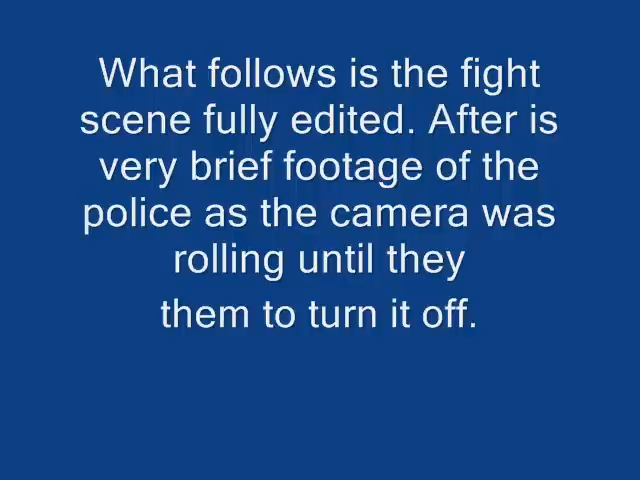 What follows is the fight
scene fully edited. After is
very brief footage of the
police as the camera was
rolling until they
them to turn it off.